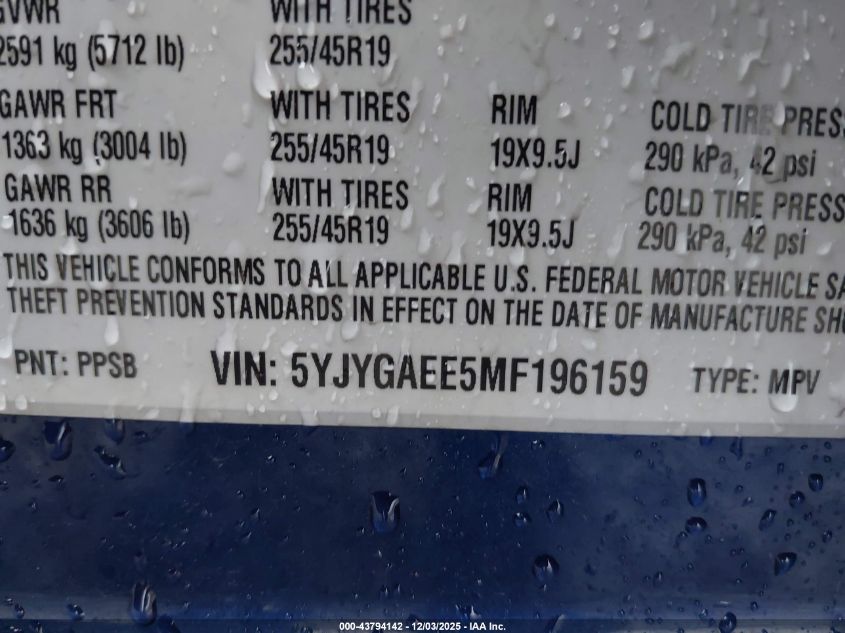 GVWR WITH TIRES
2591 kg (5712 lb) 255/45R19
GAWR FRT WITH TIRES RIM COLD TIRE PRES
1363 kg (3004 lb) 255/45R19 19X9.5J 290 kPa, 42 psi
GAWR RR WITH TIRES RIM COLD TIRE PRESS
1636 kg (3606 lb) 255/45R19 19X9.5J 290 kPa, 42 psi
THIS VEHICLE CONFORMS TO ALL APPLICABLE U.S. FEDERAL MOTOR VEHICLE SA
THEFT PREVENTION STANDARDS IN EFFECT ON THE DATE OF MANUFACTURE SH
PNT: PPSB VIN: 5YJYGAEE5MF196159 TYPE: MPV
000-43794142 - 12/03/2025 - IAA Inc.